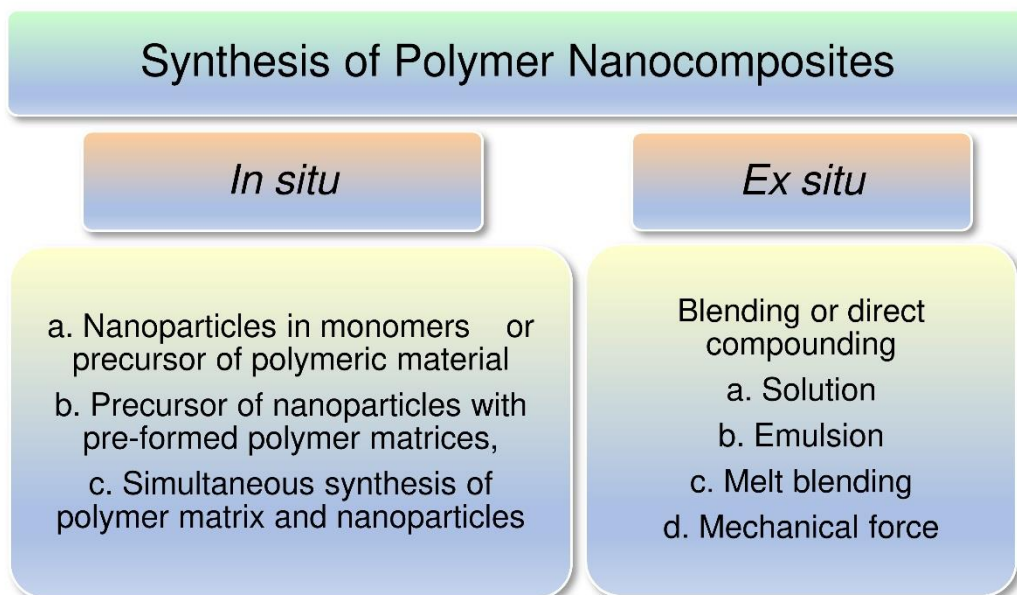 Synthesis of Polymer Nanocomposites
In situ
Ex situ
a. Nanoparticles in monomers or
precursor of polymeric material
b. Precursor of nanoparticles with
pre-formed polymer matrices,
c. Simultaneous synthesis of
polymer matrix and nanoparticles
Blending or direct
compounding
a. Solution
b. Emulsion
c. Melt blending
d. Mechanical force